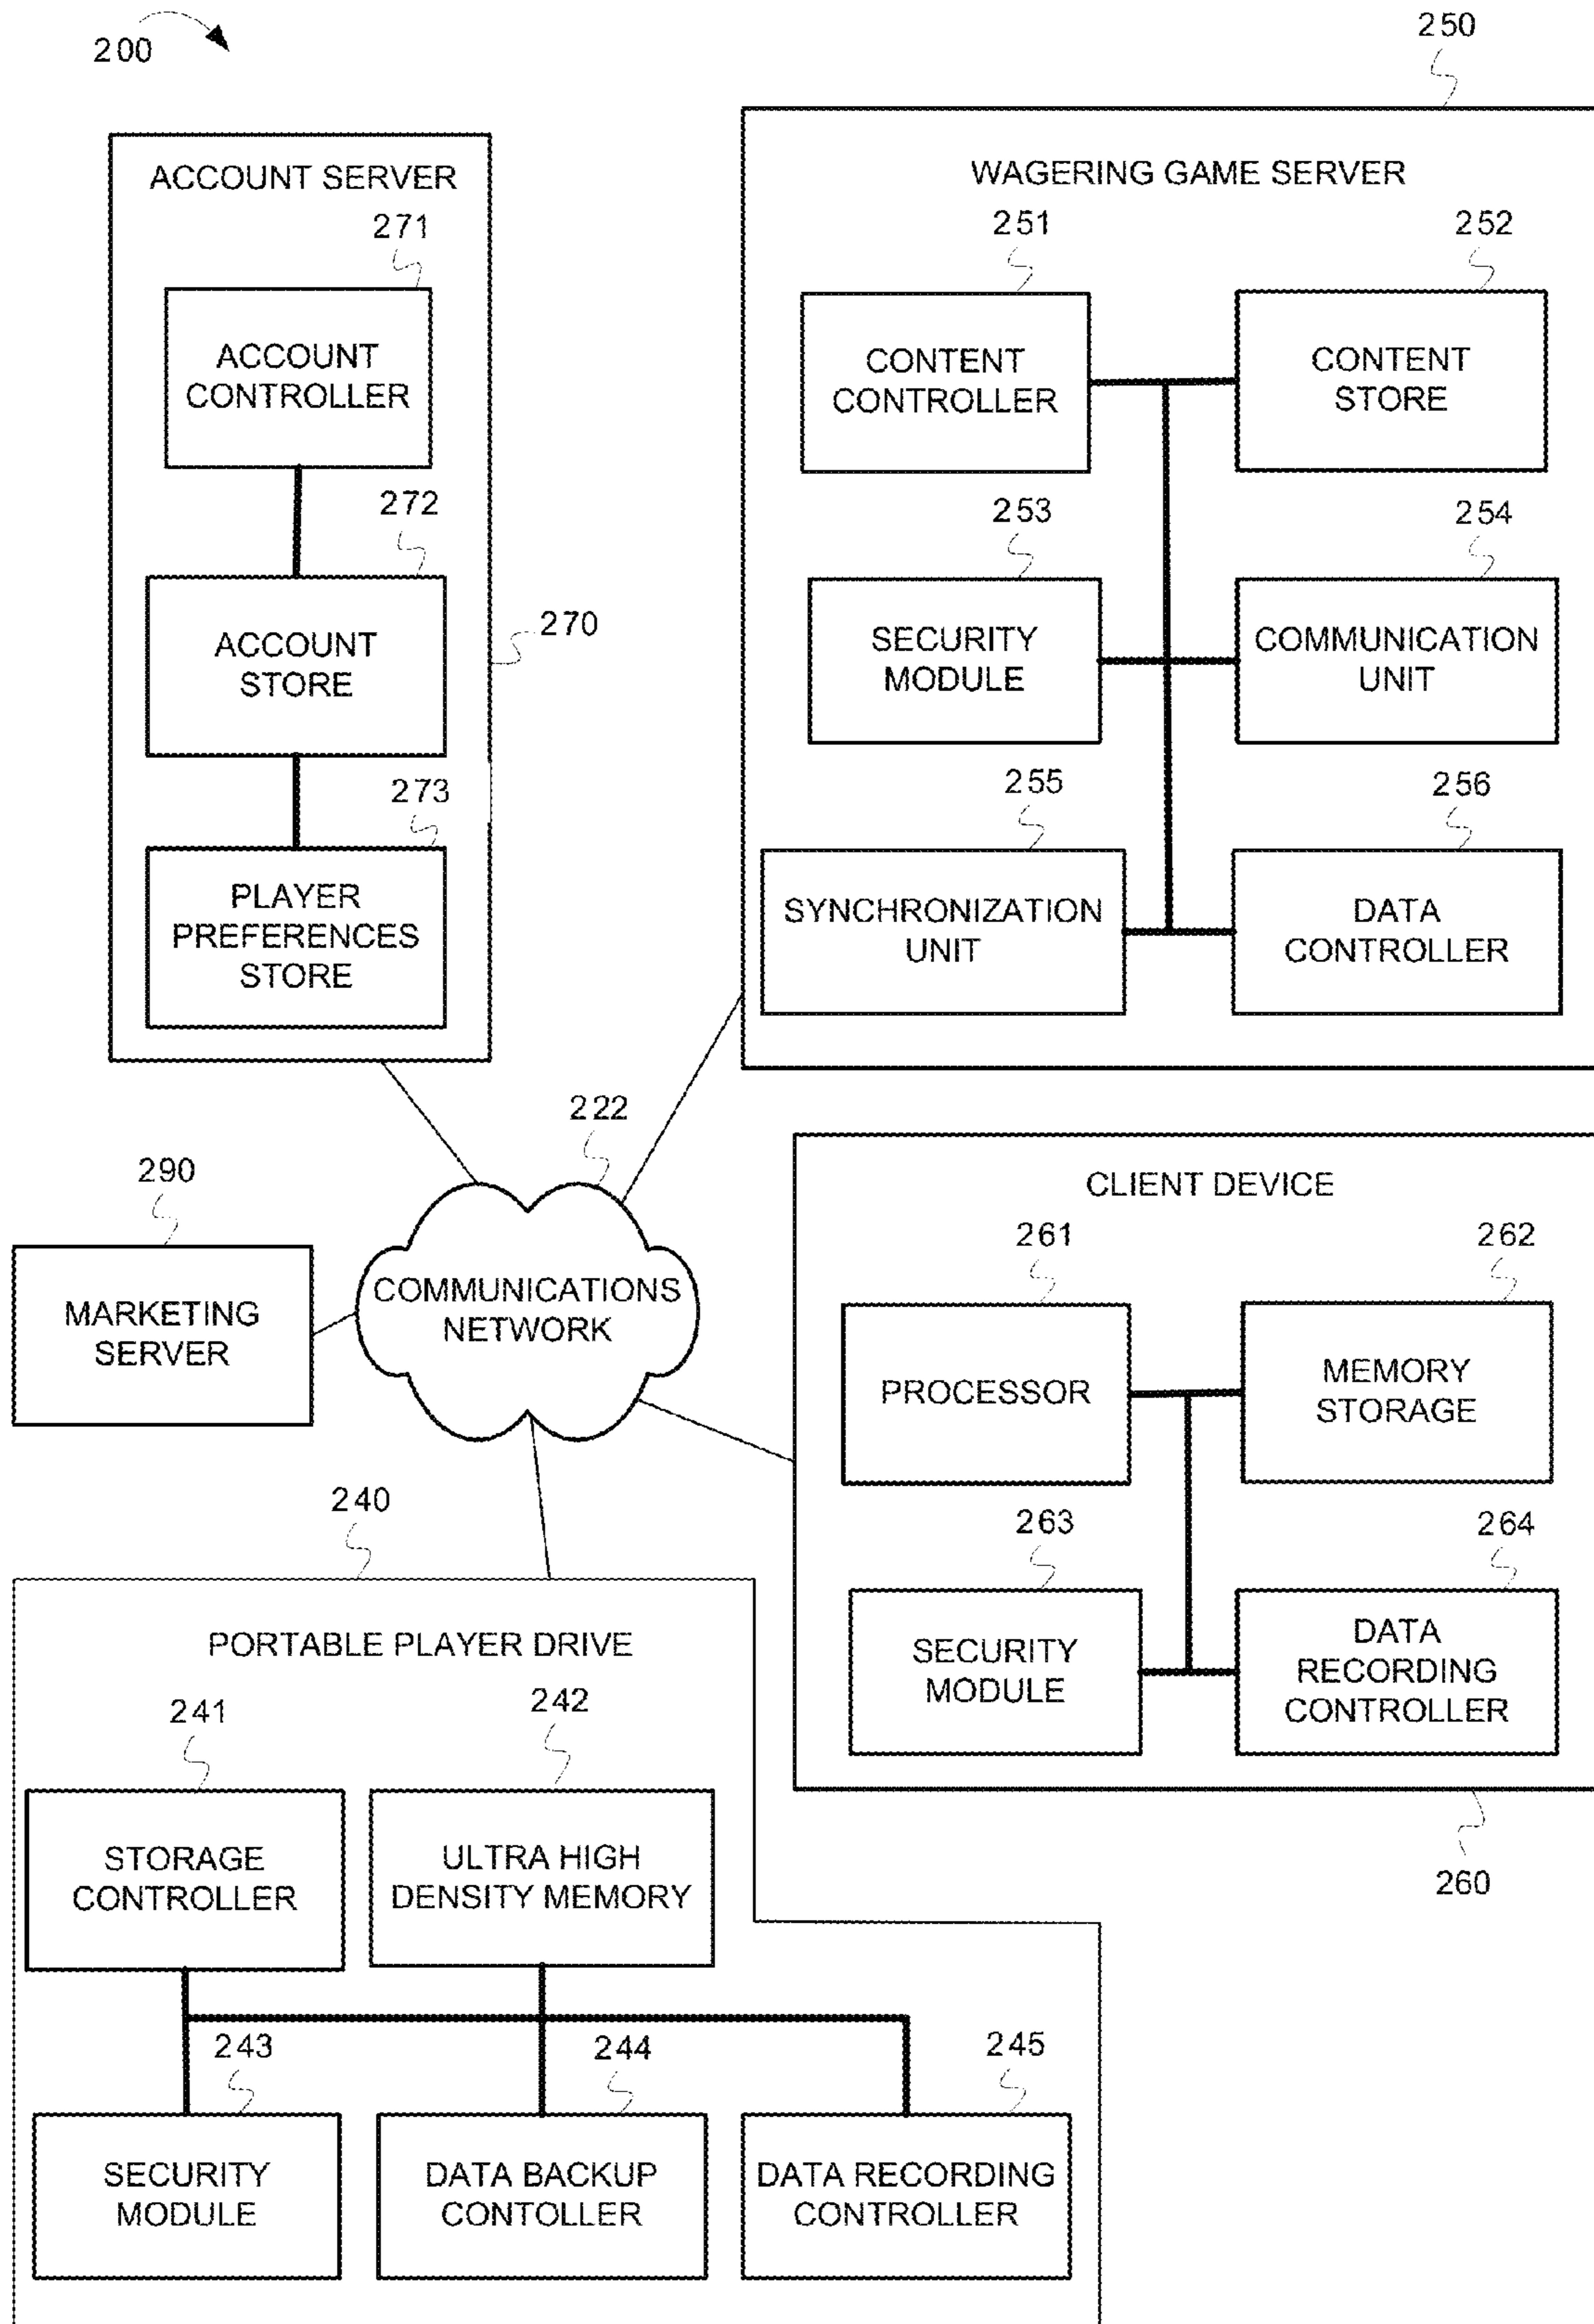 200
250
ACCOUNT SERVER
271
ACCOUNT
CONTROLLER
272
ACCOUNT
STORE
270
273
PLAYER
PREFERENCES
STORE
WAGERING GAME SERVER
251
252
CONTENT
CONTROLLER
CONTENT
STORE
253
254
SECURITY
MODULE
COMMUNICATION
UNIT
255
256
SYNCHRONIZATION
UNIT
DATA
CONTROLLER
222
COMMUNICATIONS
NETWORK
290
MARKETING
SERVER
CLIENT DEVICE
261
262
PROCESSOR
MEMORY
STORAGE
263
264
SECURITY
MODULE
DATA
RECORDING
CONTROLLER
260
240
PORTABLE PLAYER DRIVE
241
242
STORAGE
CONTROLLER
ULTRA HIGH
DENSITY MEMORY
243
244
245
SECURITY
MODULE
DATA BACKUP
CONTOLLER
DATA RECORDING
CONTROLLER